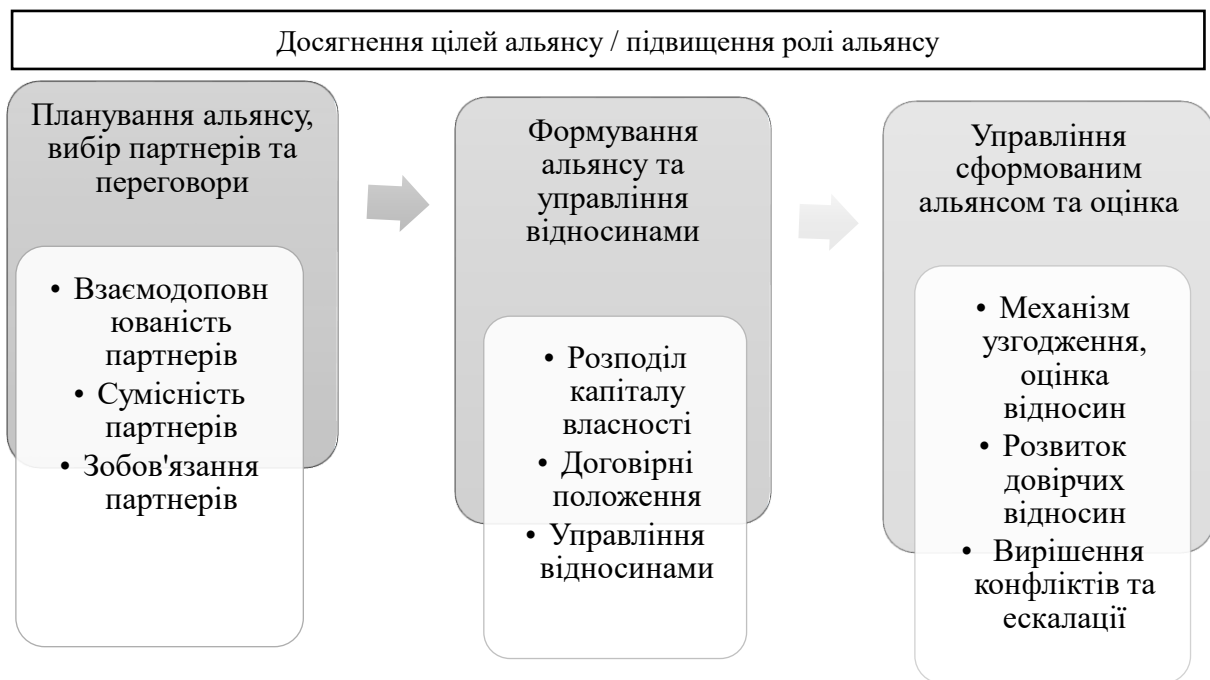 Досягнення цілей альянсу / підвищення ролі альянсу
Планування альянсу,
вибір партнерів та
переговори
• Взаємодоповн
юваність
партнерів
• Сумісність
партнерів
• Зобов'язання
партнерів
Формування
альянсу та
управління
відносинами
• Розподіл
капіталу
власності
• Договірні
положення
• Управління
відносинами
Управління
сформованим
альянсом та оцінка
• Механізм
узгодження,
оцінка
відносин
• Розвиток
довірчих
відносин
• Вирішення
конфліктів та
ескалації